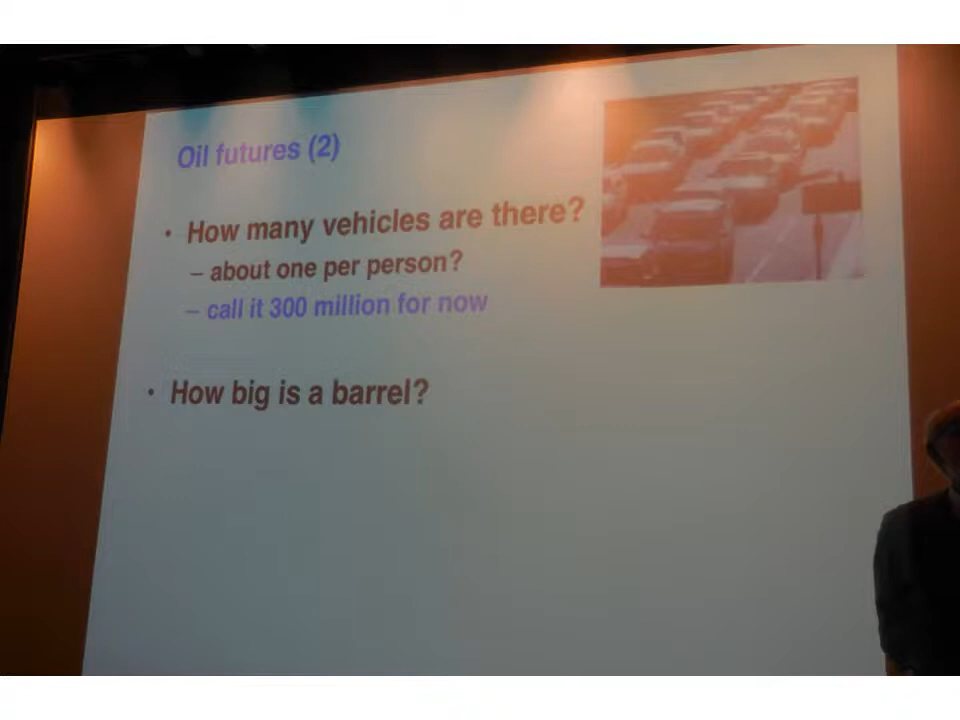 Oil futures (2)
• How many vehicles are there?
– about one per person?
– call it 300 million for now
• How big is a barrel?